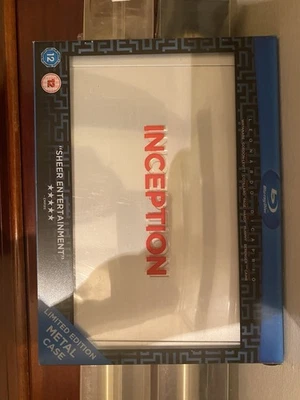 12
12
INCEPTION
"SHEER ENTERTAINMENT"
★★★★★
LIMITED EDITION
METAL
CASE